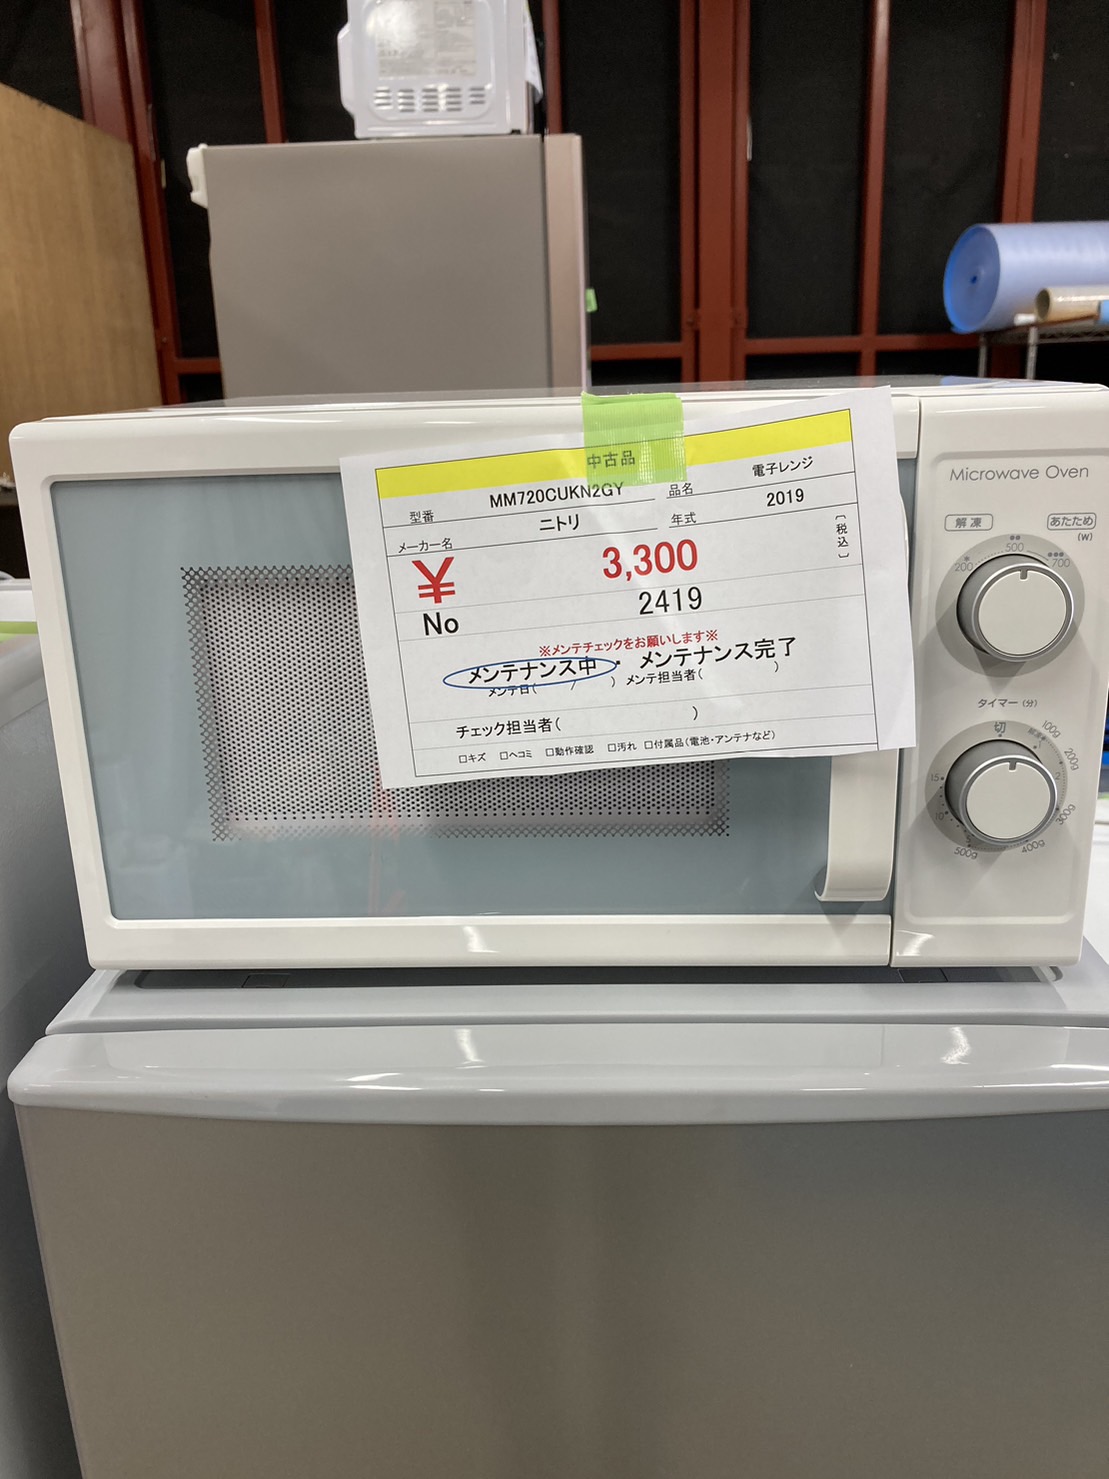 中古品
型番 MM720CUKN2GY 品名 電子レンジ
メーカー名 ニトリ 年式 2019
¥ 3,300 〔税込〕
No 2419
※メンテチェックをお願いします※
メンテナンス中・メンテナンス完了
メンテ日( / ) メンテ担当者( )
チェック担当者( )
□キズ □ヘコミ □動作確認 □汚れ □付属品(電池・アンテナなど)
Microwave Oven
解凍 あたため
(W)
200 500 700
タイマー(分)
切
100g
200g
2
300g
400g
500g
10
15